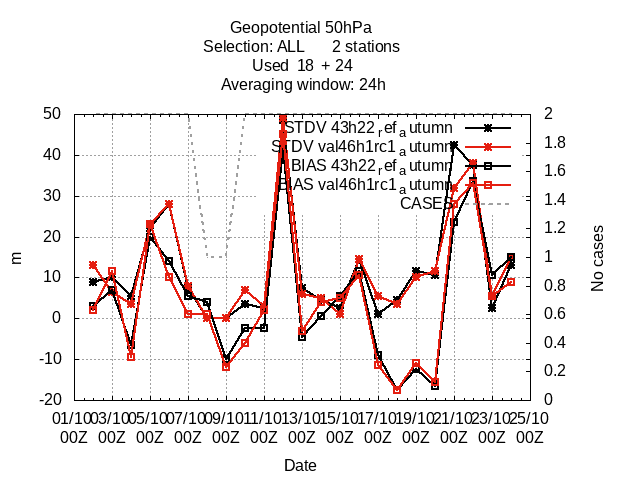 Geopotential 50hPa
Selection: ALL 2 stations
Used 18 + 24
Averaging window: 24h
STDV 43h22_ref_autumn
STDV val46h1rc1_autumn
BIAS 43h22_ref_autumn
BIAS val46h1rc1_autumn
CASES
50
40
30
20
10
0
-10
-20
m
2
1.8
1.6
1.4
1.2
1
0.8
0.6
0.4
0.2
0
No cases
01/10 03/10 05/10 07/10 09/10 11/10 13/10 15/10 17/10 19/10 21/10 23/10 25/10
00Z 00Z 00Z 00Z 00Z 00Z 00Z 00Z 00Z 00Z 00Z 00Z 00Z
Date